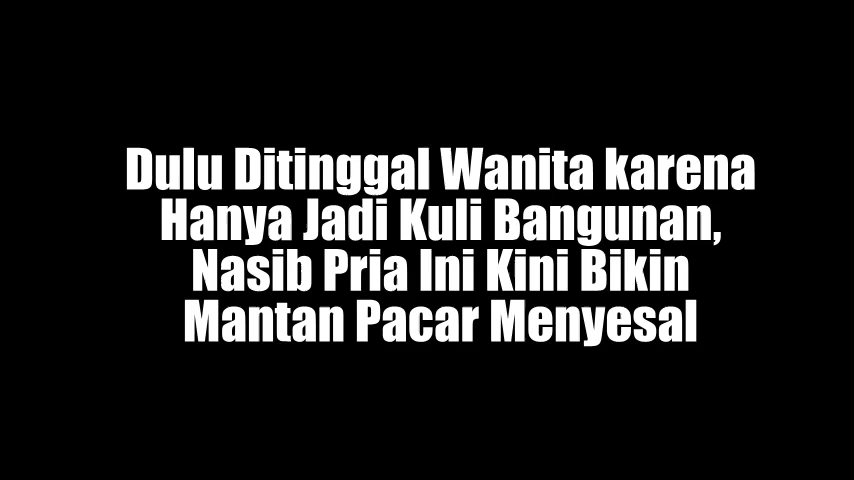 Dulu Ditinggal Wanita karena
Hanya Jadi Kuli Bangunan,
Nasib Pria Ini Kini Bikin
Mantan Pacar Menyesal